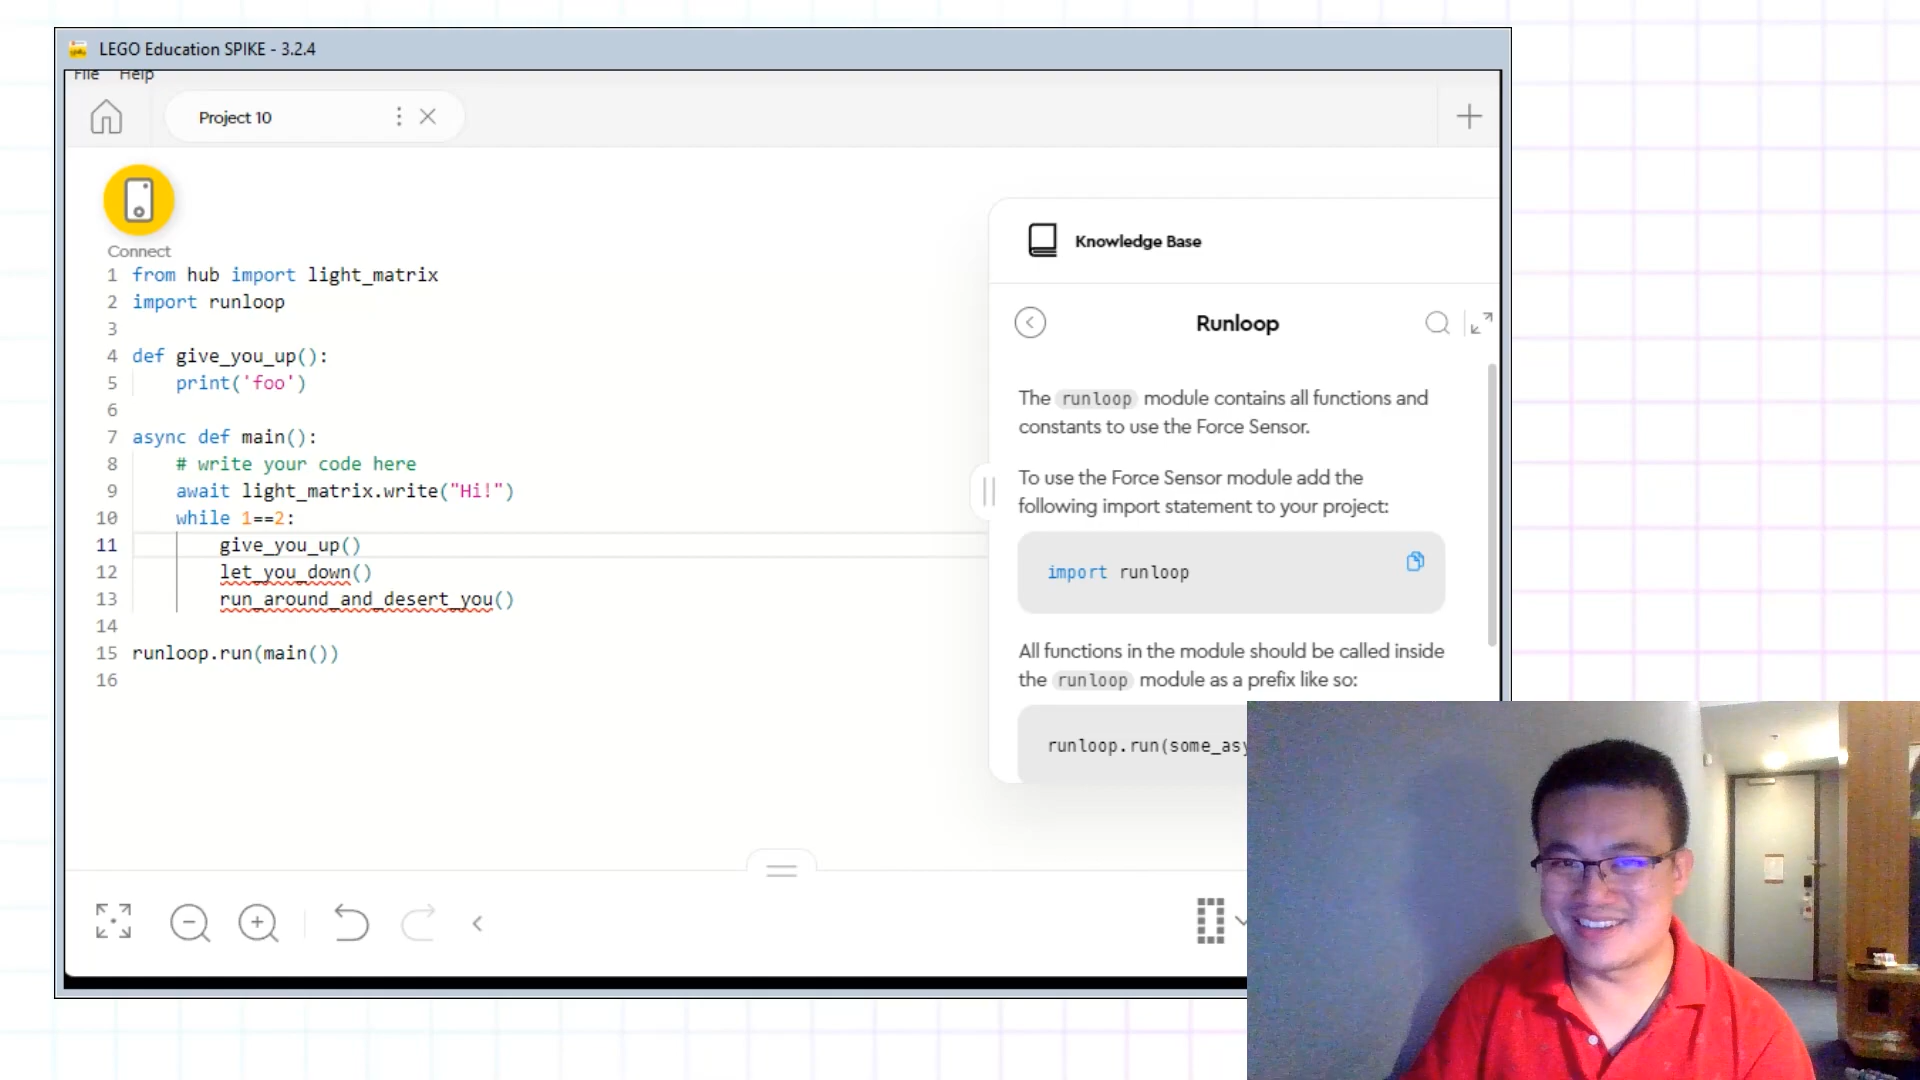 LEGO Education SPIKE - 3.2.4
File Help
Project 10
Connect
1 from hub import light_matrix
2 import runloop
3
4 def give_you_up():
5 print('foo')
6
7 async def main():
8 # write your code here
9 await light_matrix.write("Hi!")
10 while 1==2:
11 give_you_up()
12 let_you_down()
13 run_around_and_desert_you()
14
15 runloop.run(main())
16
Knowledge Base
Runloop
The runloop module contains all functions and
constants to use the Force Sensor.
To use the Force Sensor module add the
following import statement to your project:
import runloop
All functions in the module should be called inside
the runloop module as a prefix like so:
runloop.run(some_asy